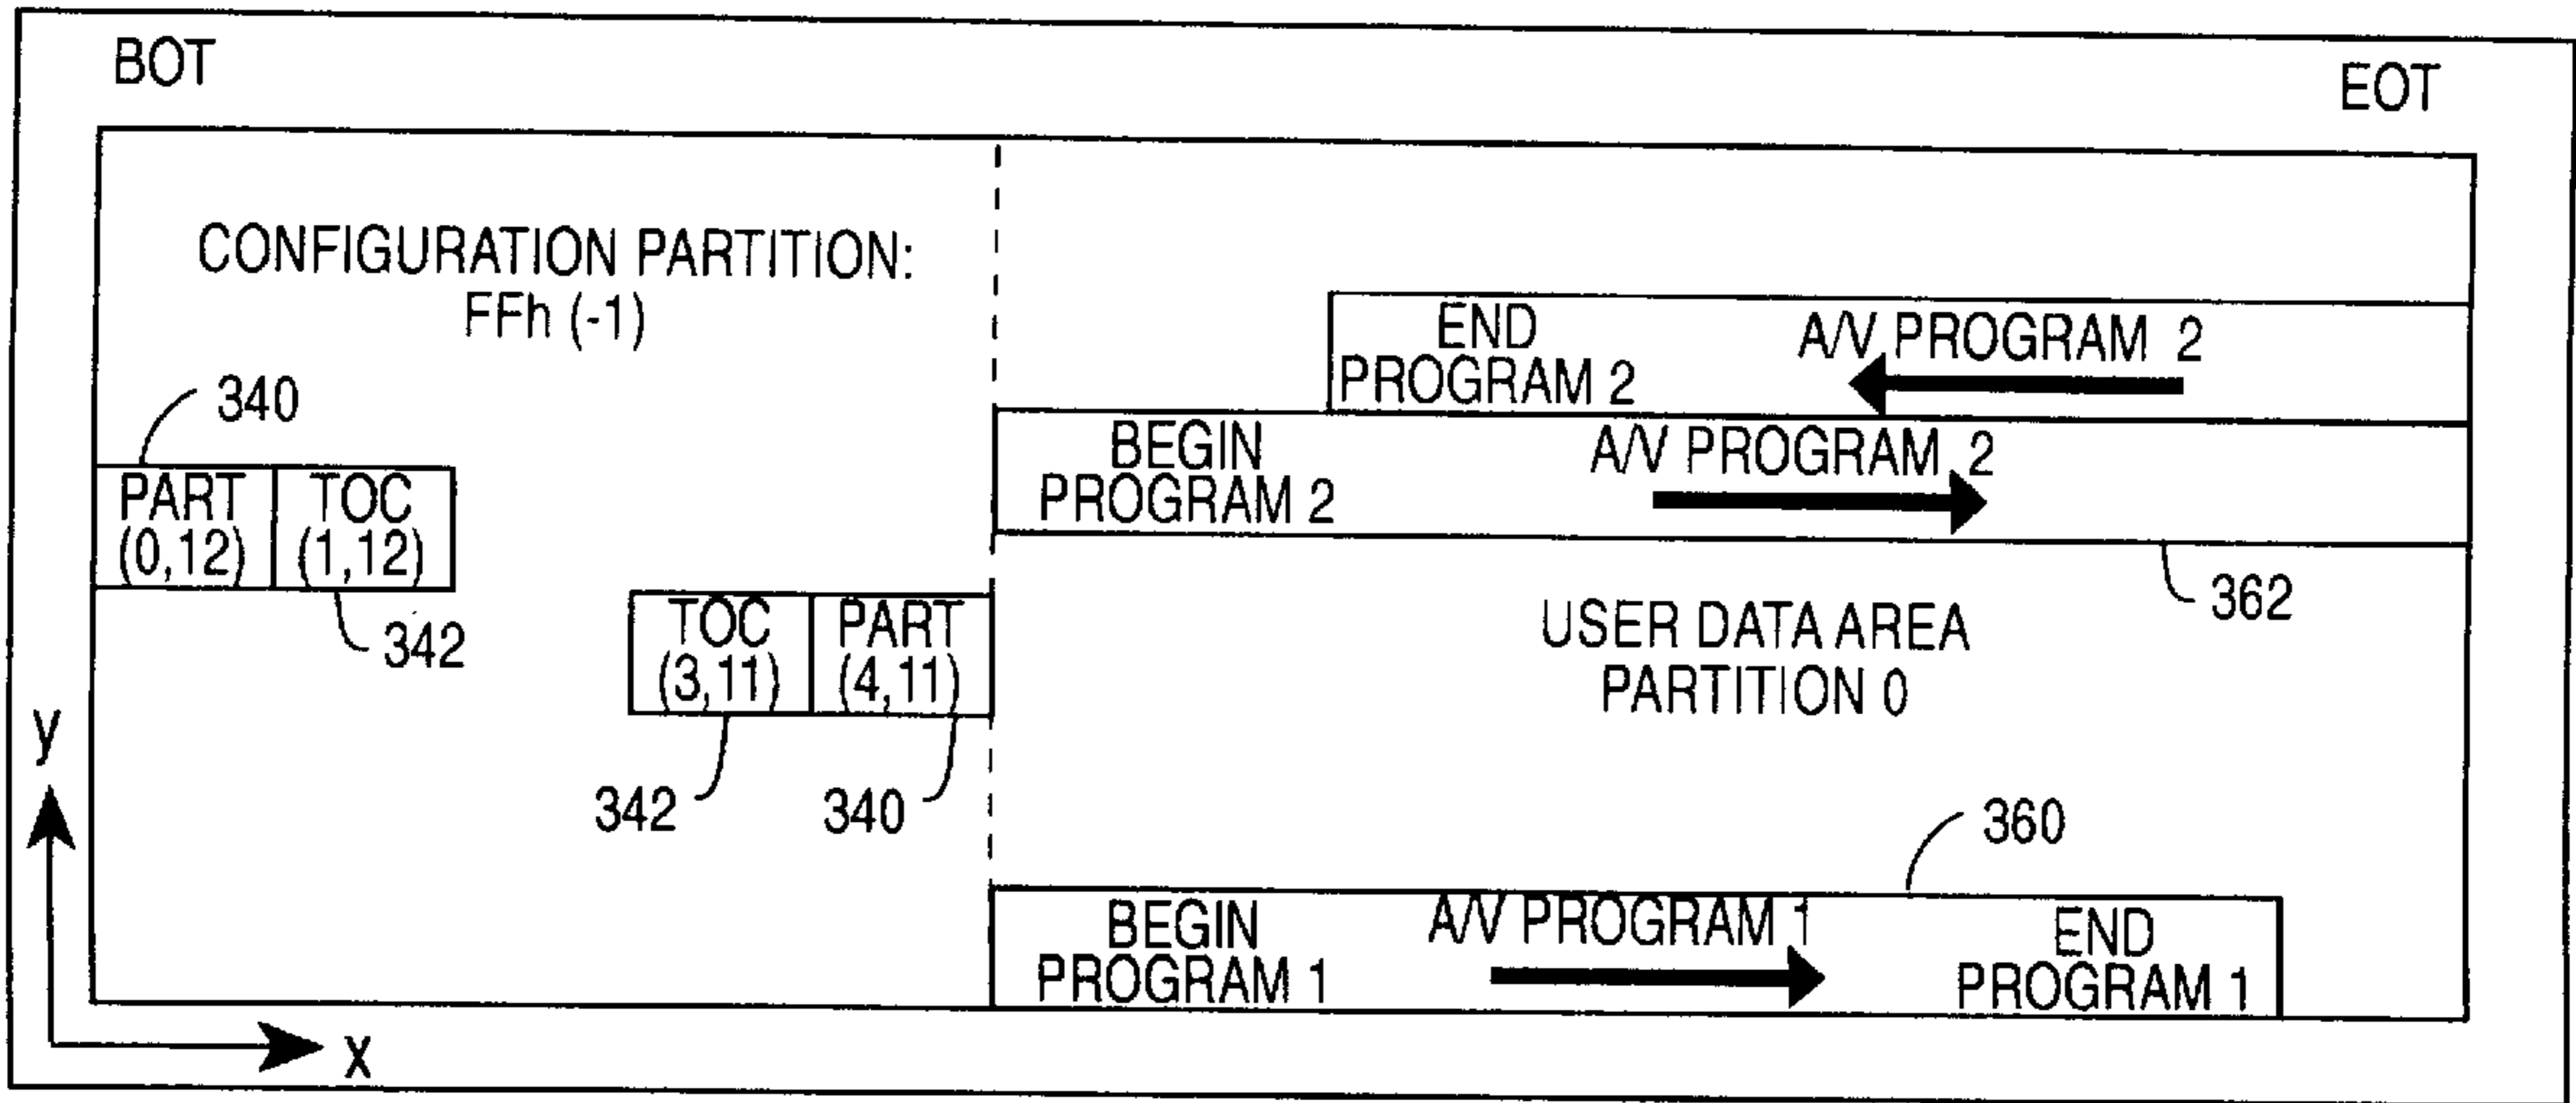 BOT
EOT
CONFIGURATION PARTITION:
FFh (-1)
END
PROGRAM 2
A/V PROGRAM 2
340
BEGIN
PROGRAM 2
A/V PROGRAM 2
PART
(0,12)
TOC
(1,12)
362
342
TOC
(3,11)
PART
(4,11)
USER DATA AREA
PARTITION 0
y
342
340
360
BEGIN
PROGRAM 1
A/V PROGRAM 1
END
PROGRAM 1
x